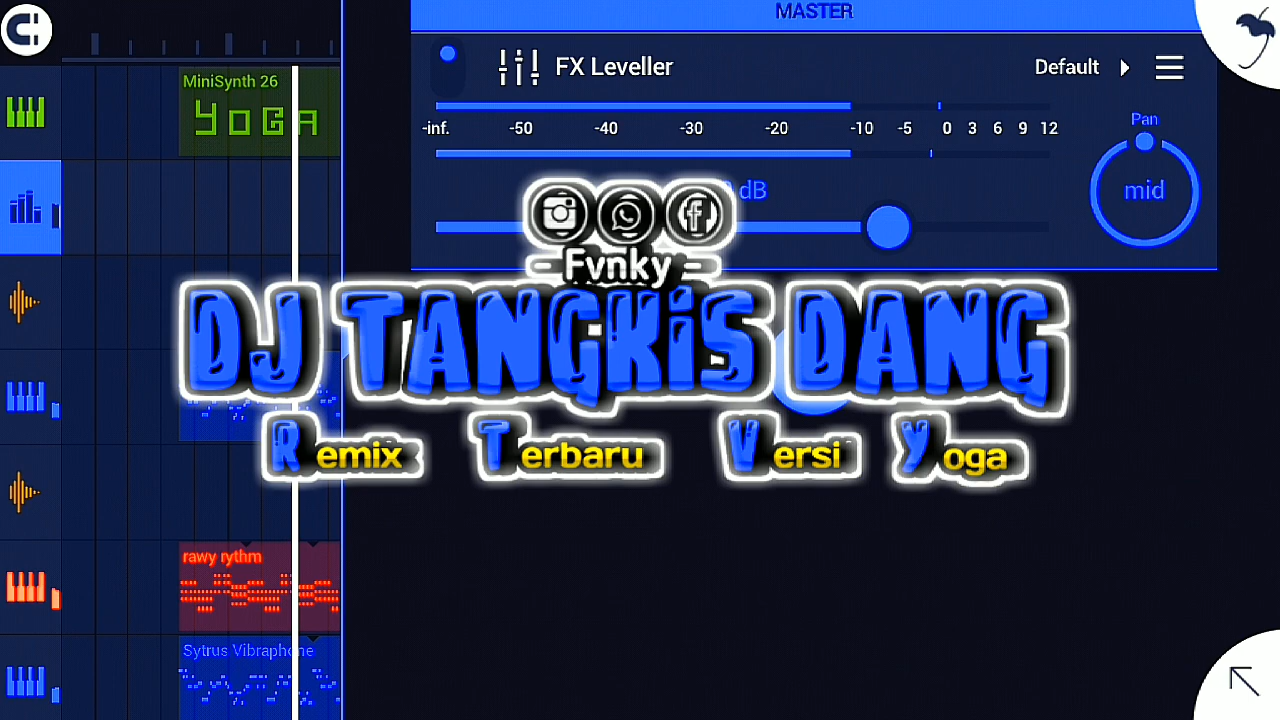 MASTER
FX Leveller
Default
-inf. -50 -40 -30 -20 -10 -5 0 3 6 9 12
Pan
mid
dB
MiniSynth 26
YOGA
- Fvnky -
DJ TANGKiS DANG
Remix Terbaru Versi Yoga
rawy rythm
Sytrus Vibraphone